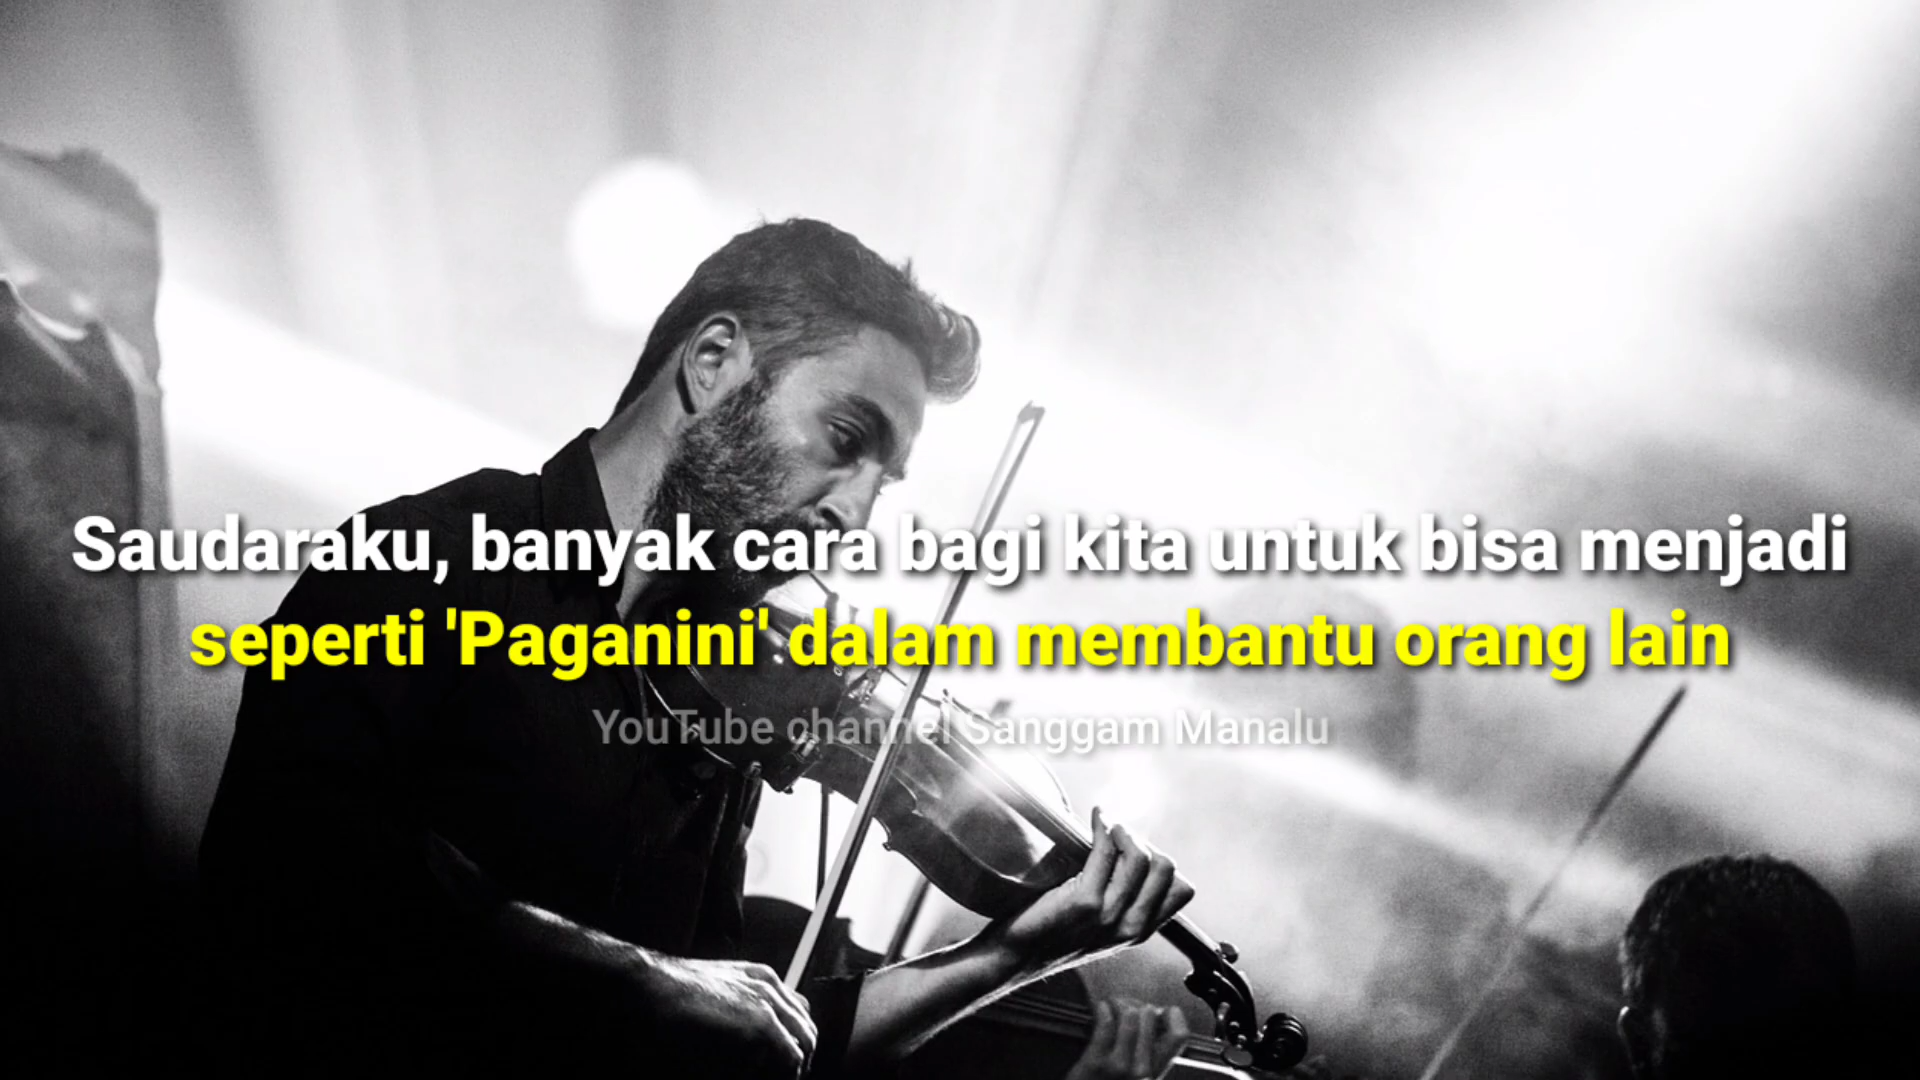 Saudaraku, banyak cara bagi kita untuk bisa menjadi
seperti 'Paganini' dalam membantu orang lain
YouTube channel Sanggam Manalu